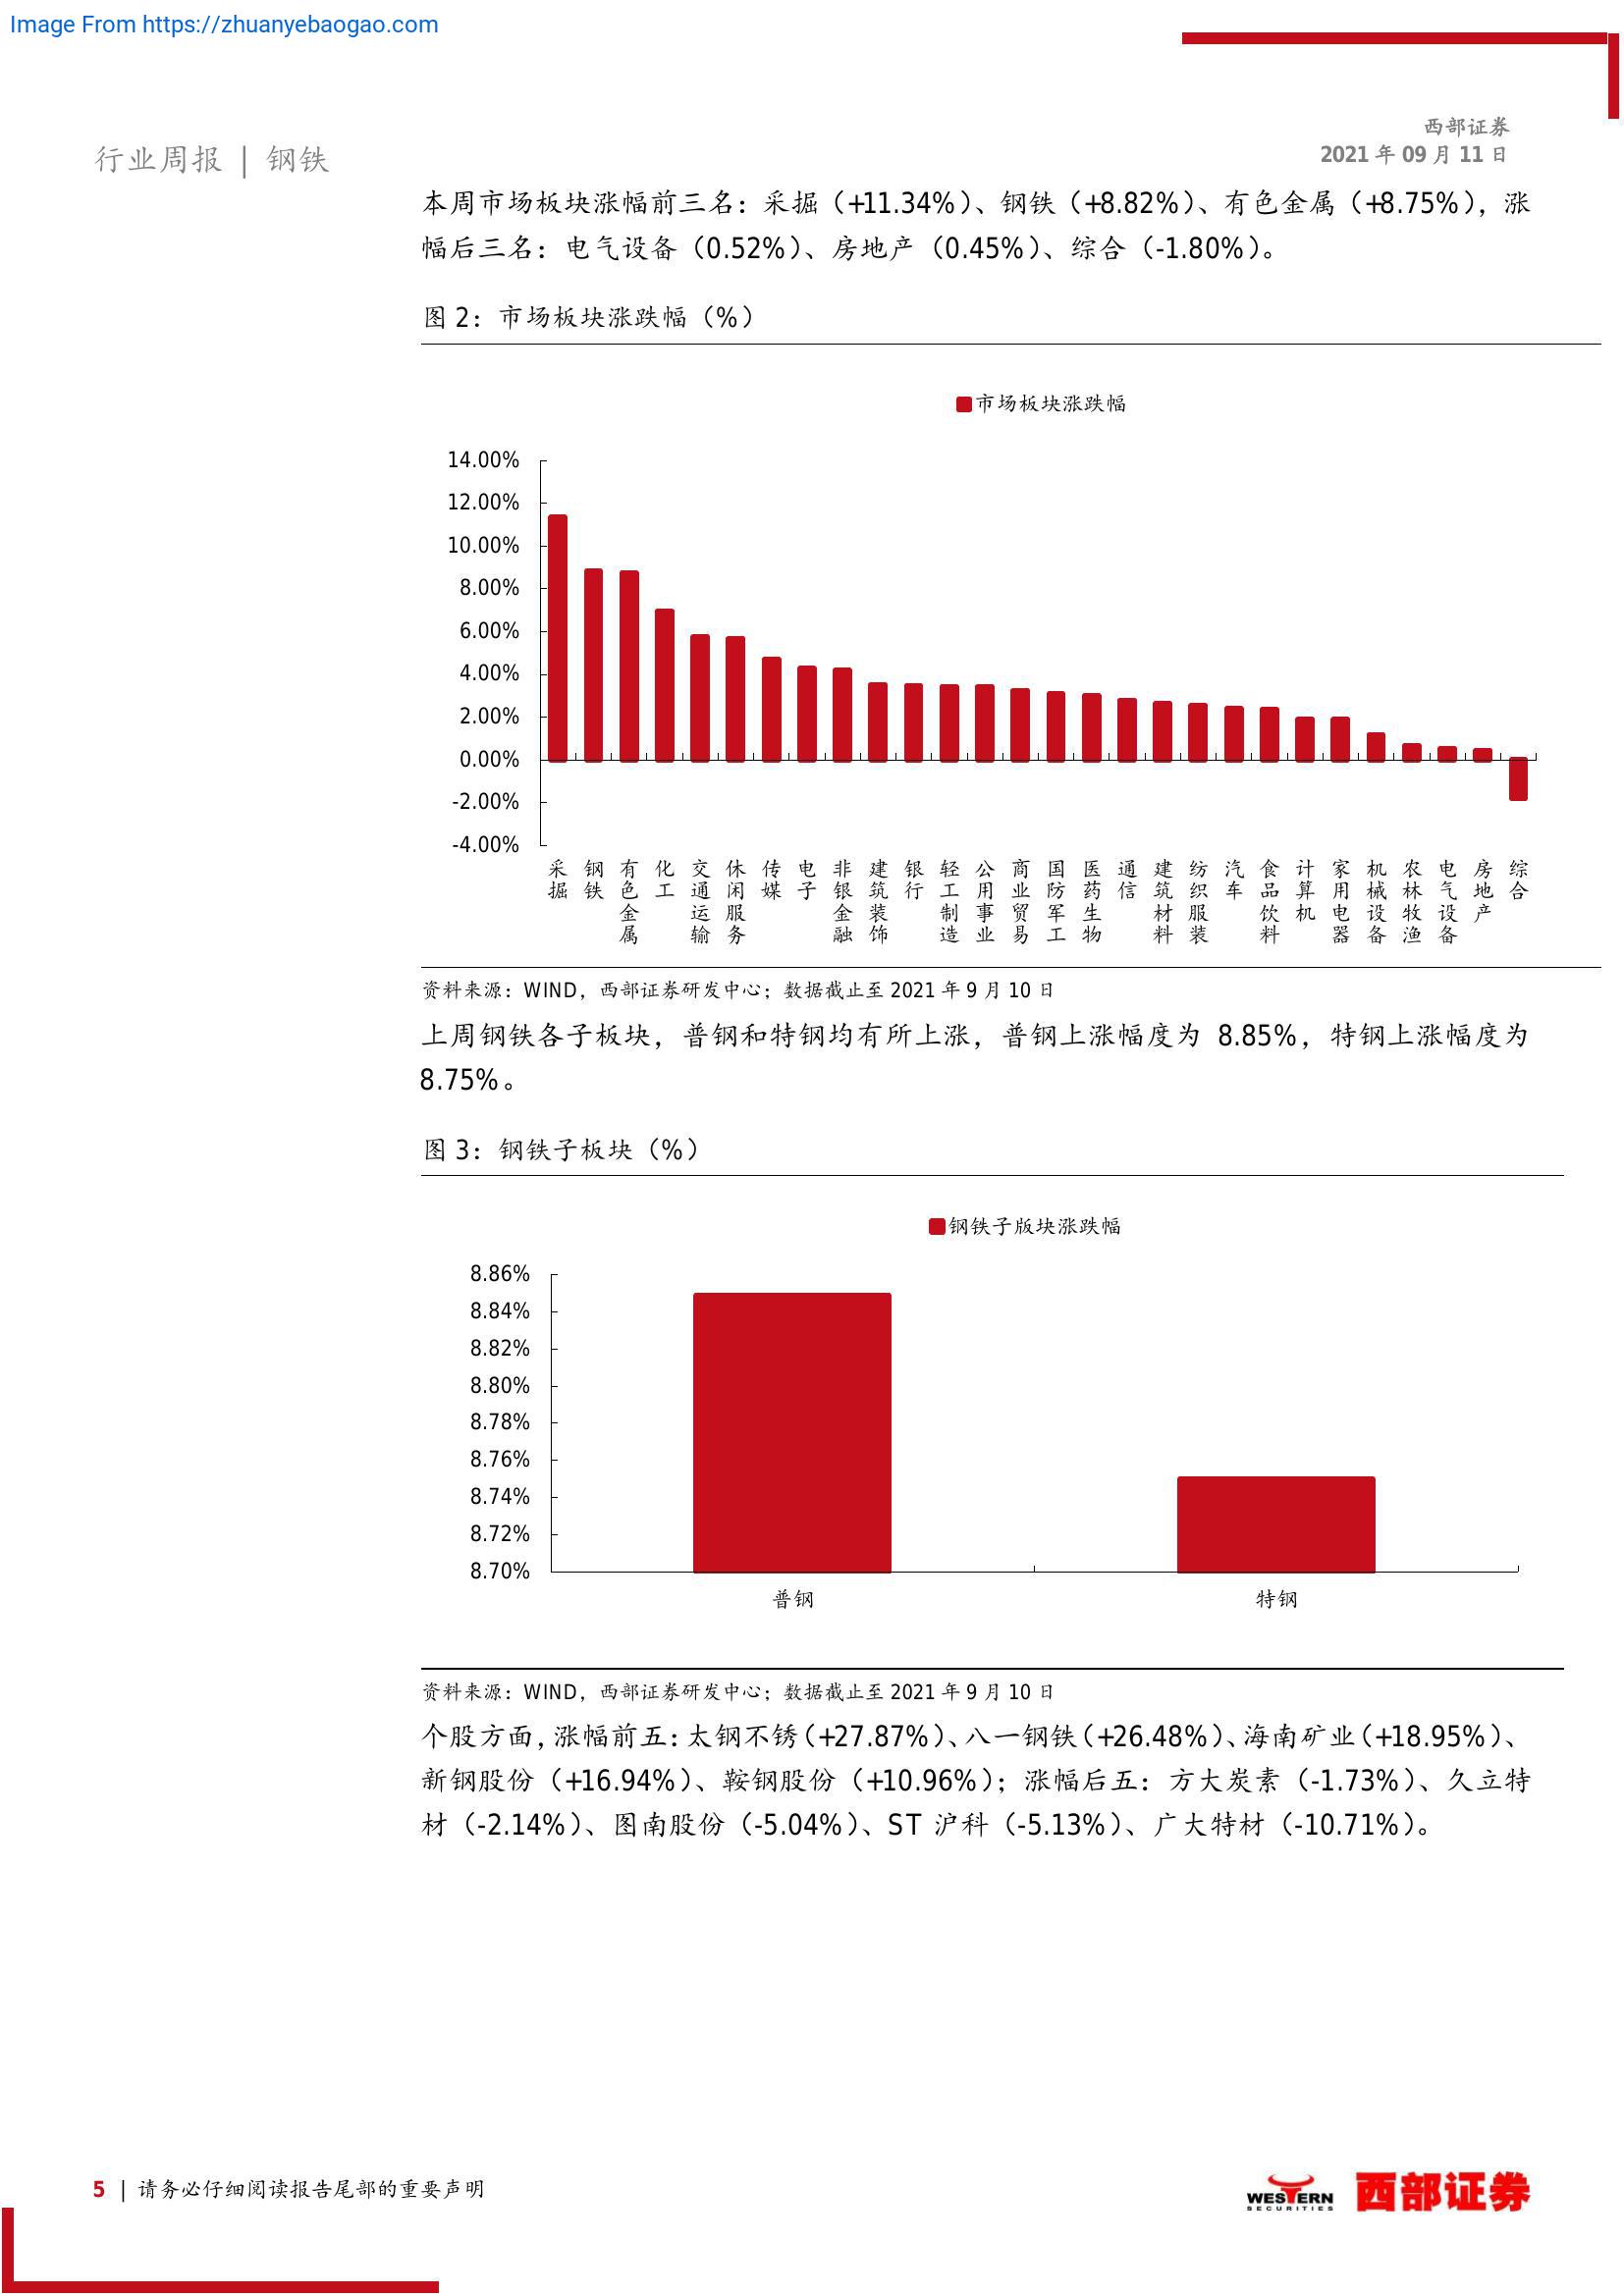 Image From https://zhuanyebaogao.com
西部证券
2021 年 09 月 11 日
行业周报 | 钢铁
本周市场板块涨幅前三名：采掘（+11.34%）、钢铁（+8.82%）、有色金属（+8.75%），涨
幅后三名：电气设备（0.52%）、房地产（0.45%）、综合（-1.80%）。
图 2：市场板块涨跌幅（%）
市场板块涨跌幅
14.00%
12.00%
10.00%
8.00%
6.00%
4.00%
2.00%
0.00%
-2.00%
-4.00%
采掘
钢铁
有色金属
化工
交通运输
休闲服务
传媒
电子
非银金融
建筑装饰
银行
轻工制造
公用事业
商业贸易
国防军工
医药生物
通信
建筑材料
纺织服装
汽车
食品饮料
计算机
家用电器
机械设备
农林牧渔
电气设备
房地产
综合
资料来源：WIND，西部证券研发中心；数据截止至 2021 年 9 月 10 日
上周钢铁各子板块，普钢和特钢均有所上涨，普钢上涨幅度为 8.85%，特钢上涨幅度为
8.75%。
图 3：钢铁子板块（%）
钢铁子版块涨跌幅
8.86%
8.84%
8.82%
8.80%
8.78%
8.76%
8.74%
8.72%
8.70%
普钢
特钢
资料来源：WIND，西部证券研发中心；数据截止至 2021 年 9 月 10 日
个股方面，涨幅前五：太钢不锈（+27.87%）、八一钢铁（+26.48%）、海南矿业（+18.95%）、
新钢股份（+16.94%）、鞍钢股份（+10.96%）；涨幅后五：方大炭素（-1.73%）、久立特
材（-2.14%）、图南股份（-5.04%）、ST 沪科（-5.13%）、广大特材（-10.71%）。
5 | 请务必仔细阅读报告尾部的重要声明
WESTERN
SECURITIES
西部证券